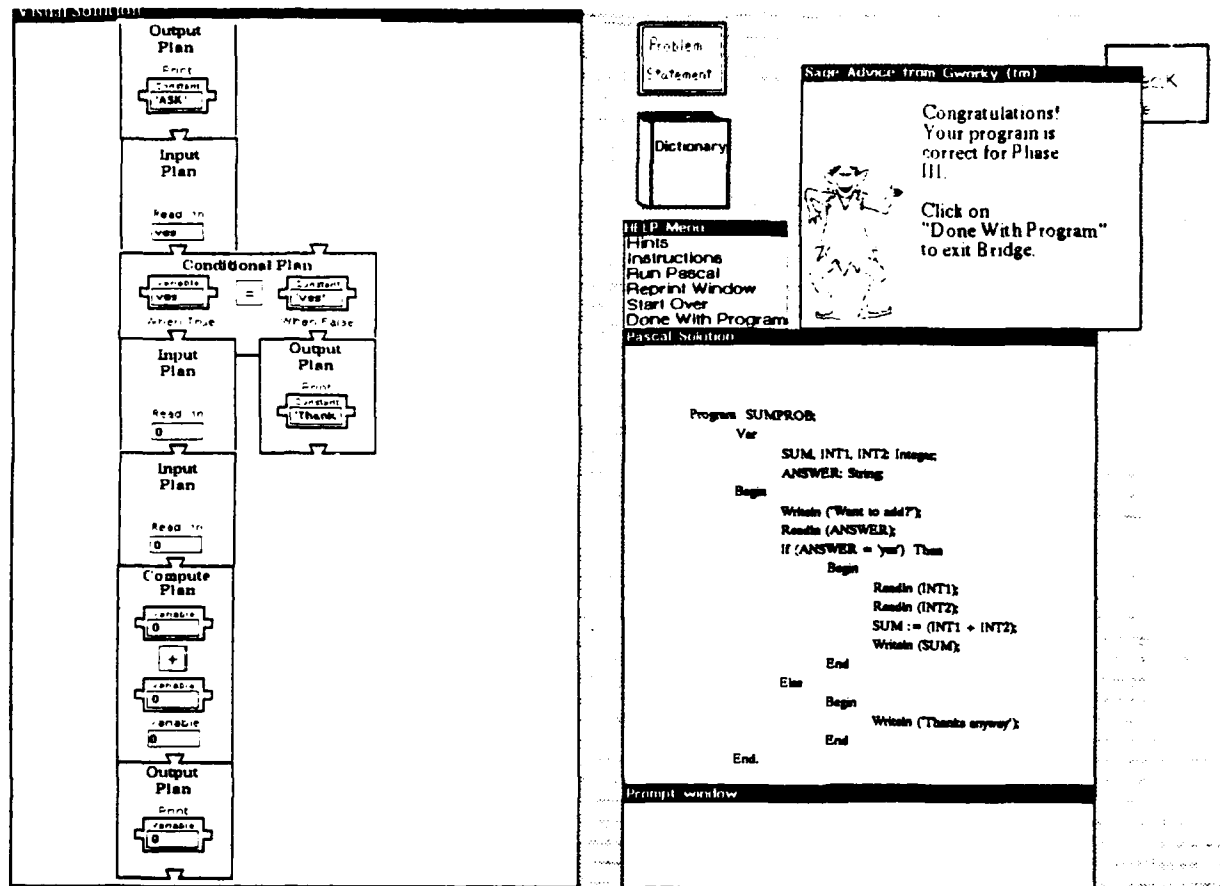 Visual Solution
Output
Plan
Print
Constant
'ASK'
Input
Plan
Read in
yes
Conditional Plan
Variable
yes
=
Constant
'yes'
When True
When False
Input
Plan
Read in
0
Output
Plan
Print
Constant
'Thank
Input
Plan
Read in
0
Compute
Plan
Variable
0
+
Variable
0
Variable
0
Output
Plan
Print
Variable
0
Problem
Statement
Dictionary
HELP Menu
Hints
Instructions
Run Pascal
Reprint Window
Start Over
Done With Program
Sage Advice from Gworky (tm)
Congratulations!
Your program is
correct for Phase
III.
Click on
"Done With Program"
to exit Bridge.
Pascal Solution
Program SUMPROB;
Var
SUM, INT1, INT2: Integer;
ANSWER: String;
Begin
Writeln ('Want to add?');
Readln (ANSWER);
If (ANSWER = 'yes') Then
Begin
Readln (INT1);
Readln (INT2);
SUM := (INT1 + INT2);
Writeln (SUM);
End
Else
Begin
Writeln ('Thanks anyway');
End
End.
Prompt window